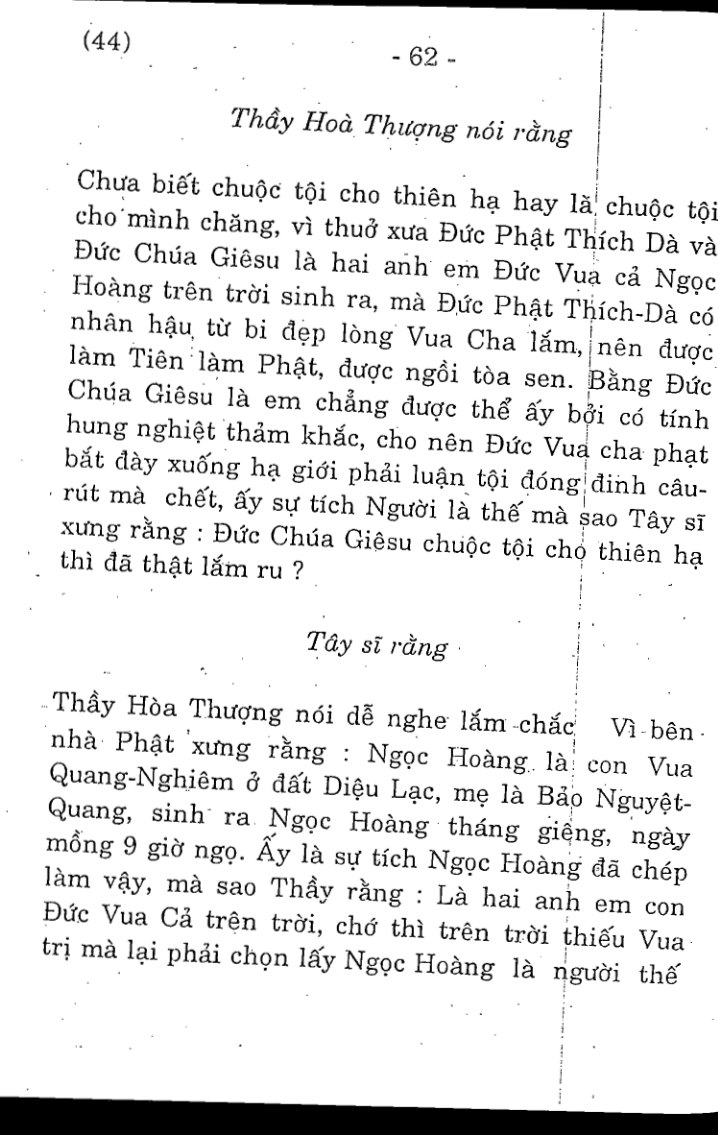 (44)
- 62 -
Thầy Hoà Thượng nói rằng
Chưa biết chuộc tội cho thiên hạ hay là chuộc tội
cho mình chăng, vì thuở xưa Đức Phật Thích Dà và
Đức Chúa Giêsu là hai anh em Đức Vua cả Ngọc
Hoàng trên trời sinh ra, mà Đức Phật Thích-Dà có
nhân hậu từ bi đẹp lòng Vua Cha lắm, nên được
làm Tiên làm Phật, được ngồi tòa sen. Bằng Đức
Chúa Giêsu là em chẳng được thể ấy bởi có tính
hung nghiệt thảm khắc, cho nên Đức Vua cha phạt
bắt đày xuống hạ giới phải luận tội đóng đinh câu-
rút mà chết, ấy sự tích Người là thế mà sao Tây sĩ
xưng rằng : Đức Chúa Giêsu chuộc tội cho thiên hạ
thì đã thật lắm ru ?
Tây sĩ rằng
Thầy Hòa Thượng nói dễ nghe lắm chắc Vì bên
nhà Phật xưng rằng : Ngọc Hoàng là con Vua
Quang-Nghiêm ở đất Diệu Lạc, mẹ là Bảo Nguyệt-
Quang, sinh ra Ngọc Hoàng tháng giêng, ngày
mồng 9 giờ ngọ. Ấy là sự tích Ngọc Hoàng đã chép
làm vậy, mà sao Thầy rằng : Là hai anh em con
Đức Vua Cả trên trời, chớ thì trên trời thiếu Vua
trị mà lại phải chọn lấy Ngọc Hoàng là người thế